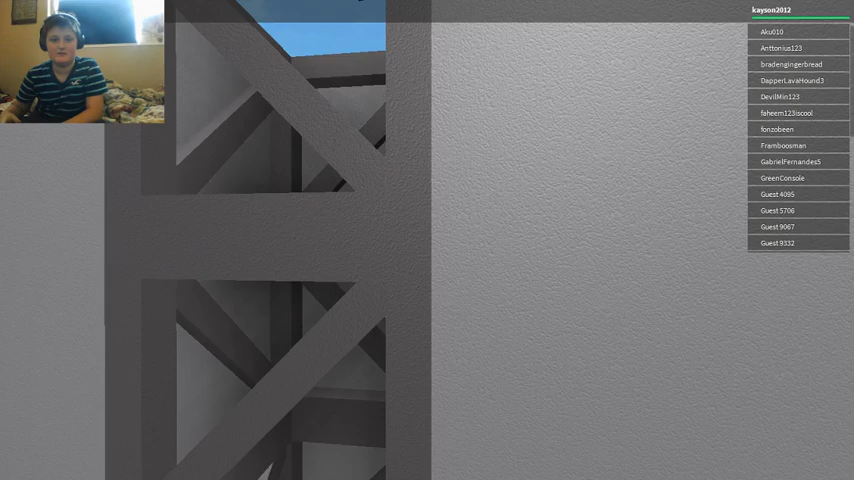 kayson2012
Aku010
Anttonius123
bradengingerbread
DapperLavaHound3
DevilMin123
faheem123iscool
fonzobeen
Framboosman
GabrielFernandes5
GreenConsole
Guest 4095
Guest 5706
Guest 9067
Guest 9332